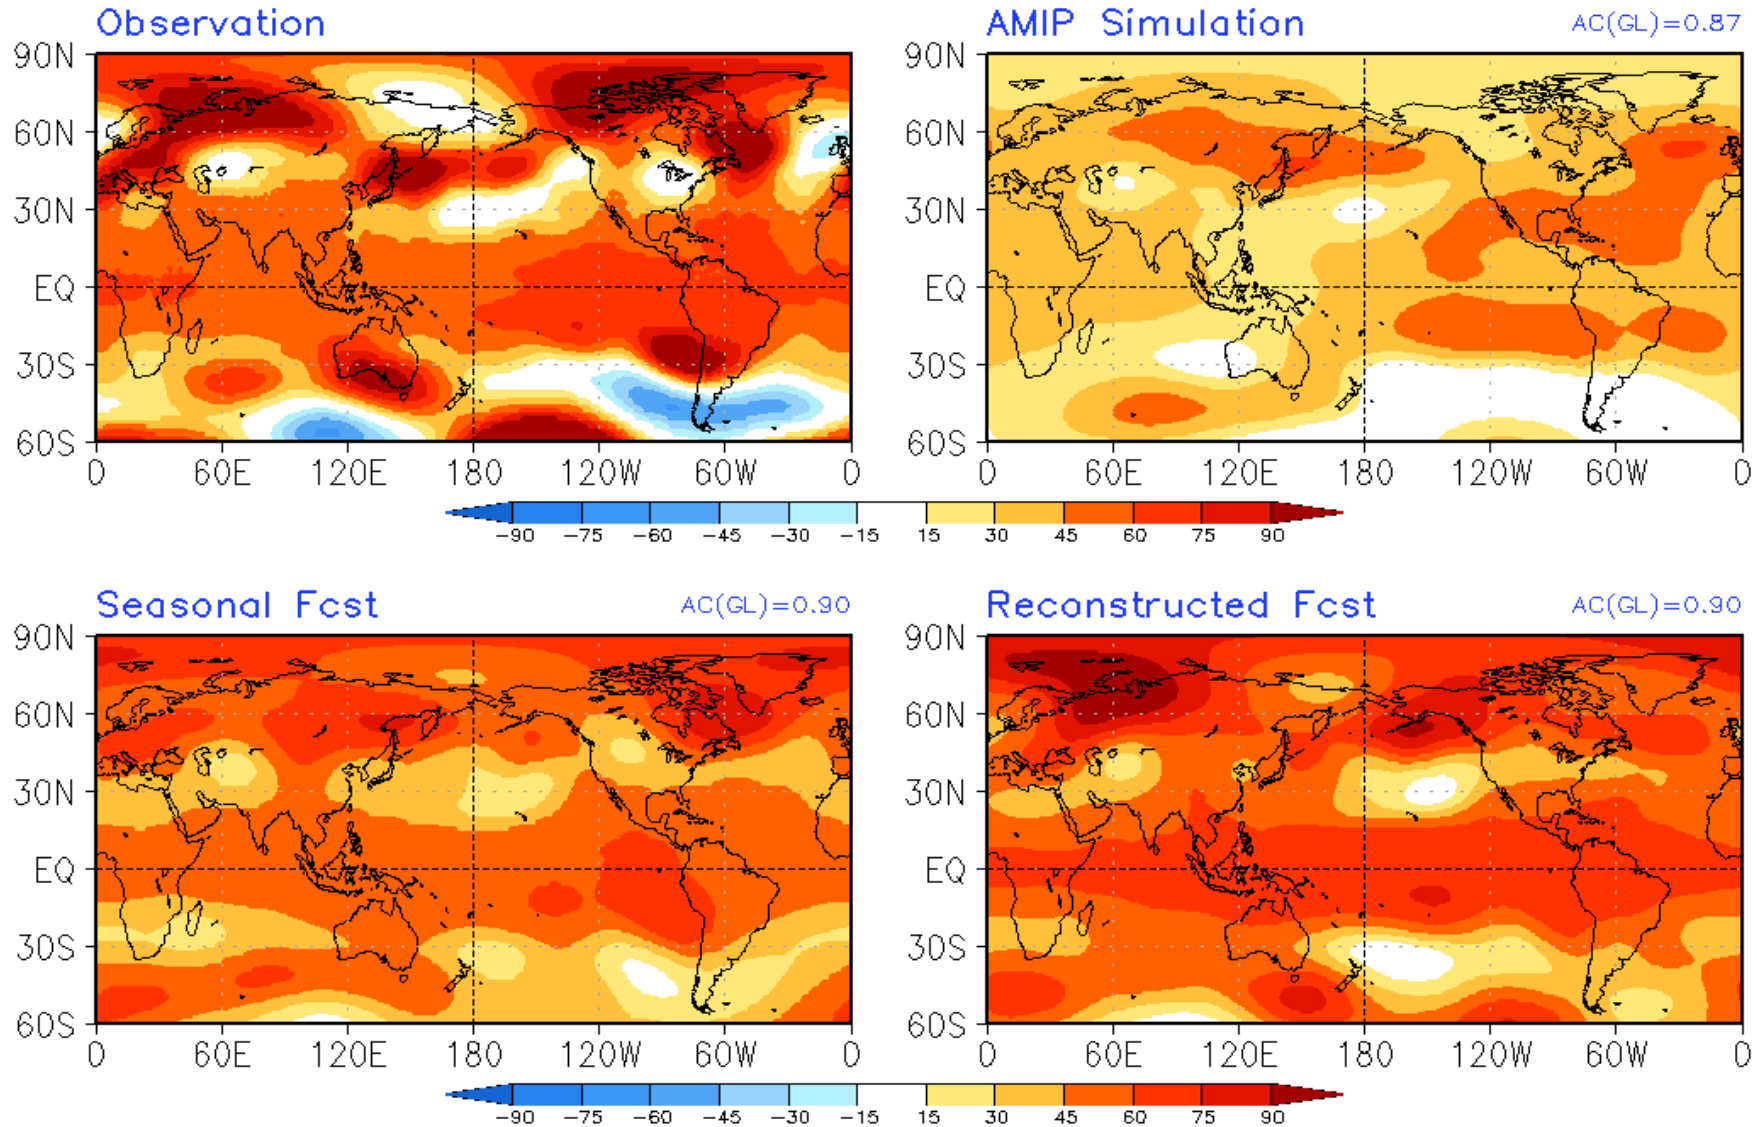 Observation
AMIP Simulation AC(GL)=0.87
90N
60N
30N
EQ
30S
60S
0 60E 120E 180 120W 60W 0
90N
60N
30N
EQ
30S
60S
0 60E 120E 180 120W 60W 0
-90 -75 -60 -45 -30 -15 15 30 45 60 75 90
Seasonal Fcst AC(GL)=0.90
Reconstructed Fcst AC(GL)=0.90
90N
60N
30N
EQ
30S
60S
0 60E 120E 180 120W 60W 0
90N
60N
30N
EQ
30S
60S
0 60E 120E 180 120W 60W 0
-90 -75 -60 -45 -30 -15 15 30 45 60 75 90